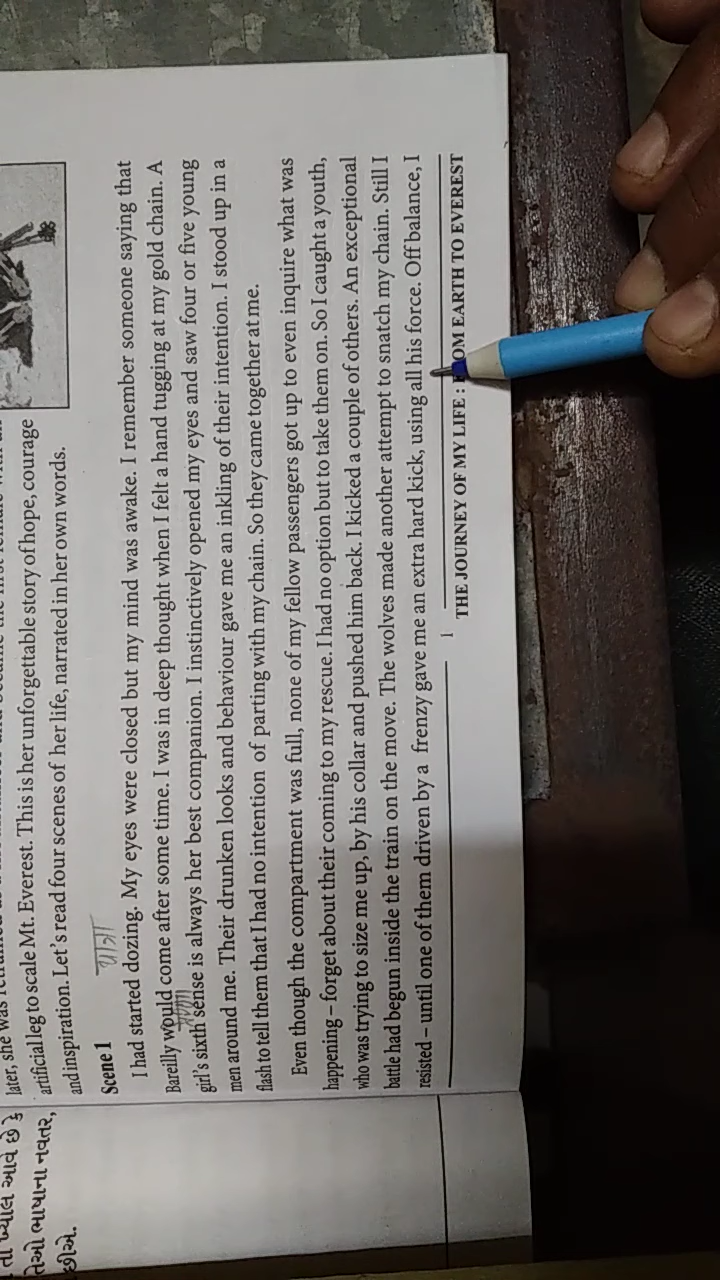 later, she was
artificial leg to scale Mt. Everest. This is her unforgettable story of hope, courage
and inspiration. Let's read four scenes of her life, narrated in her own words.
Scene 1
यात्रा
I had started dozing. My eyes were closed but my mind was awake. I remember someone saying that
Bareilly would come after some time. I was in deep thought when I felt a hand tugging at my gold chain. A
girl's sixth sense is always her best companion. I instinctively opened my eyes and saw four or five young
men around me. Their drunken looks and behaviour gave me an inkling of their intention. I stood up in a
flash to tell them that I had no intention of parting with my chain. So they came together at me.
Even though the compartment was full, none of my fellow passengers got up to even inquire what was
happening – forget about their coming to my rescue. I had no option but to take them on. So I caught a youth,
who was trying to size me up, by his collar and pushed him back. I kicked a couple of others. An exceptional
battle had begun inside the train on the move. The wolves made another attempt to snatch my chain. Still I
resisted – until one of them driven by a frenzy gave me an extra hard kick, using all his force. Off balance, I
1
THE JOURNEY OF MY LIFE : FROM EARTH TO EVEREST
તો ખ્યાલ આવે છે કે
તેઓ ભાષાના નવતર,
છીએ.